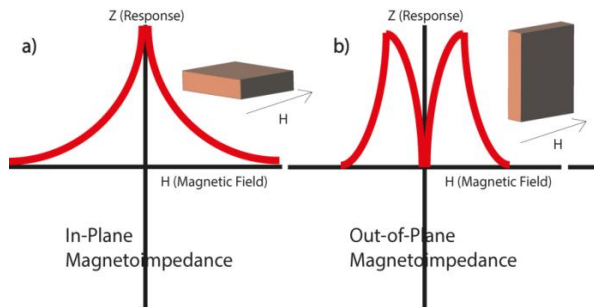 Z (Response)
a)
H
H (Magnetic Field)
In-Plane
Magnetoimpedance
Z (Response)
b)
H
H (Magnetic Field)
Out-of-Plane
Magnetoimpedance